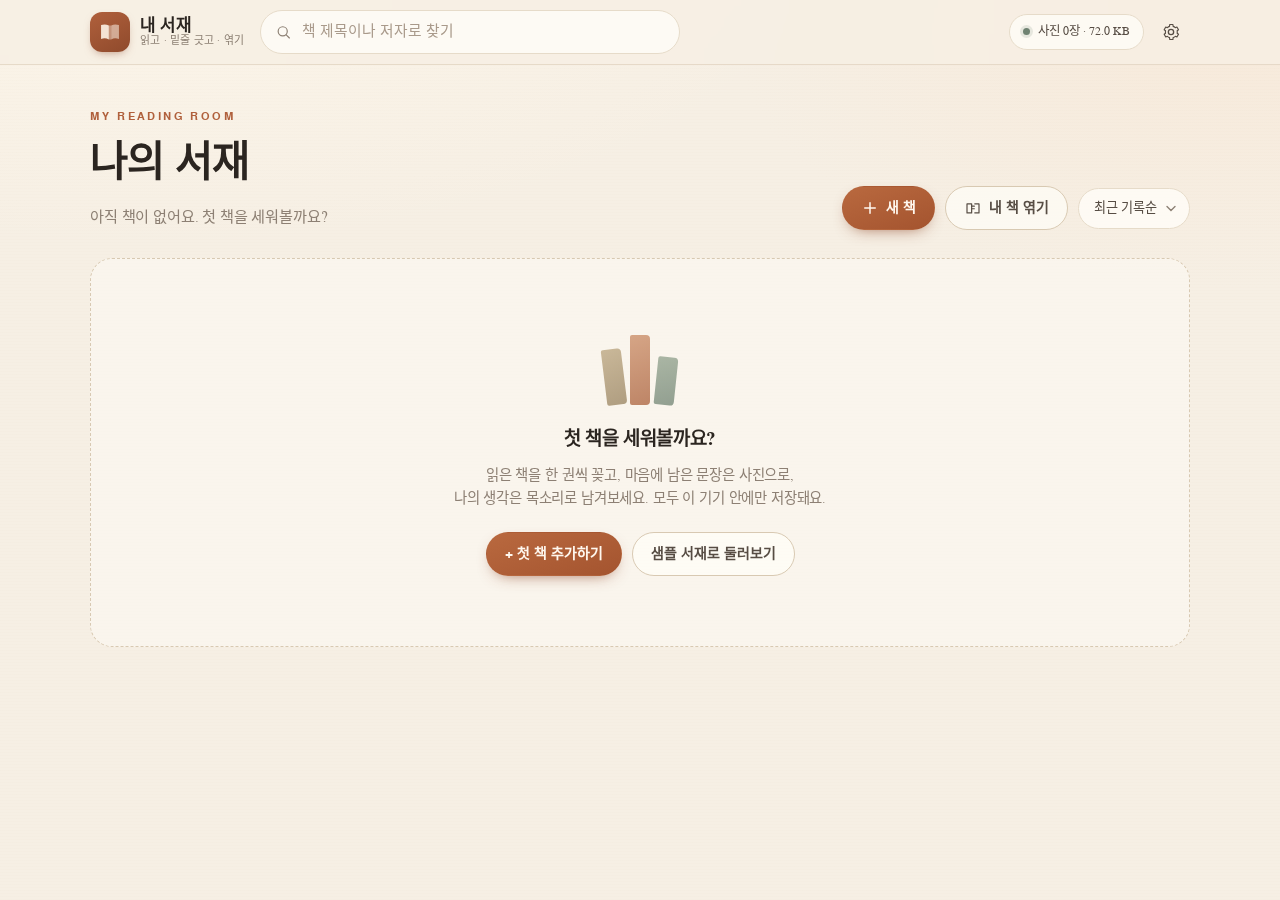 내 서재
읽고 · 밑줄 긋고 · 엮기
책 제목이나 저자로 찾기
사진 0장 · 72.0 KB
MY READING ROOM
나의 서재
아직 책이 없어요. 첫 책을 세워볼까요?
새 책
내 책 엮기
최근 기록순
첫 책을 세워볼까요?
읽은 책을 한 권씩 꽂고, 마음에 남은 문장은 사진으로,
나의 생각은 목소리로 남겨보세요. 모두 이 기기 안에만 저장돼요.
+ 첫 책 추가하기
샘플 서재로 둘러보기